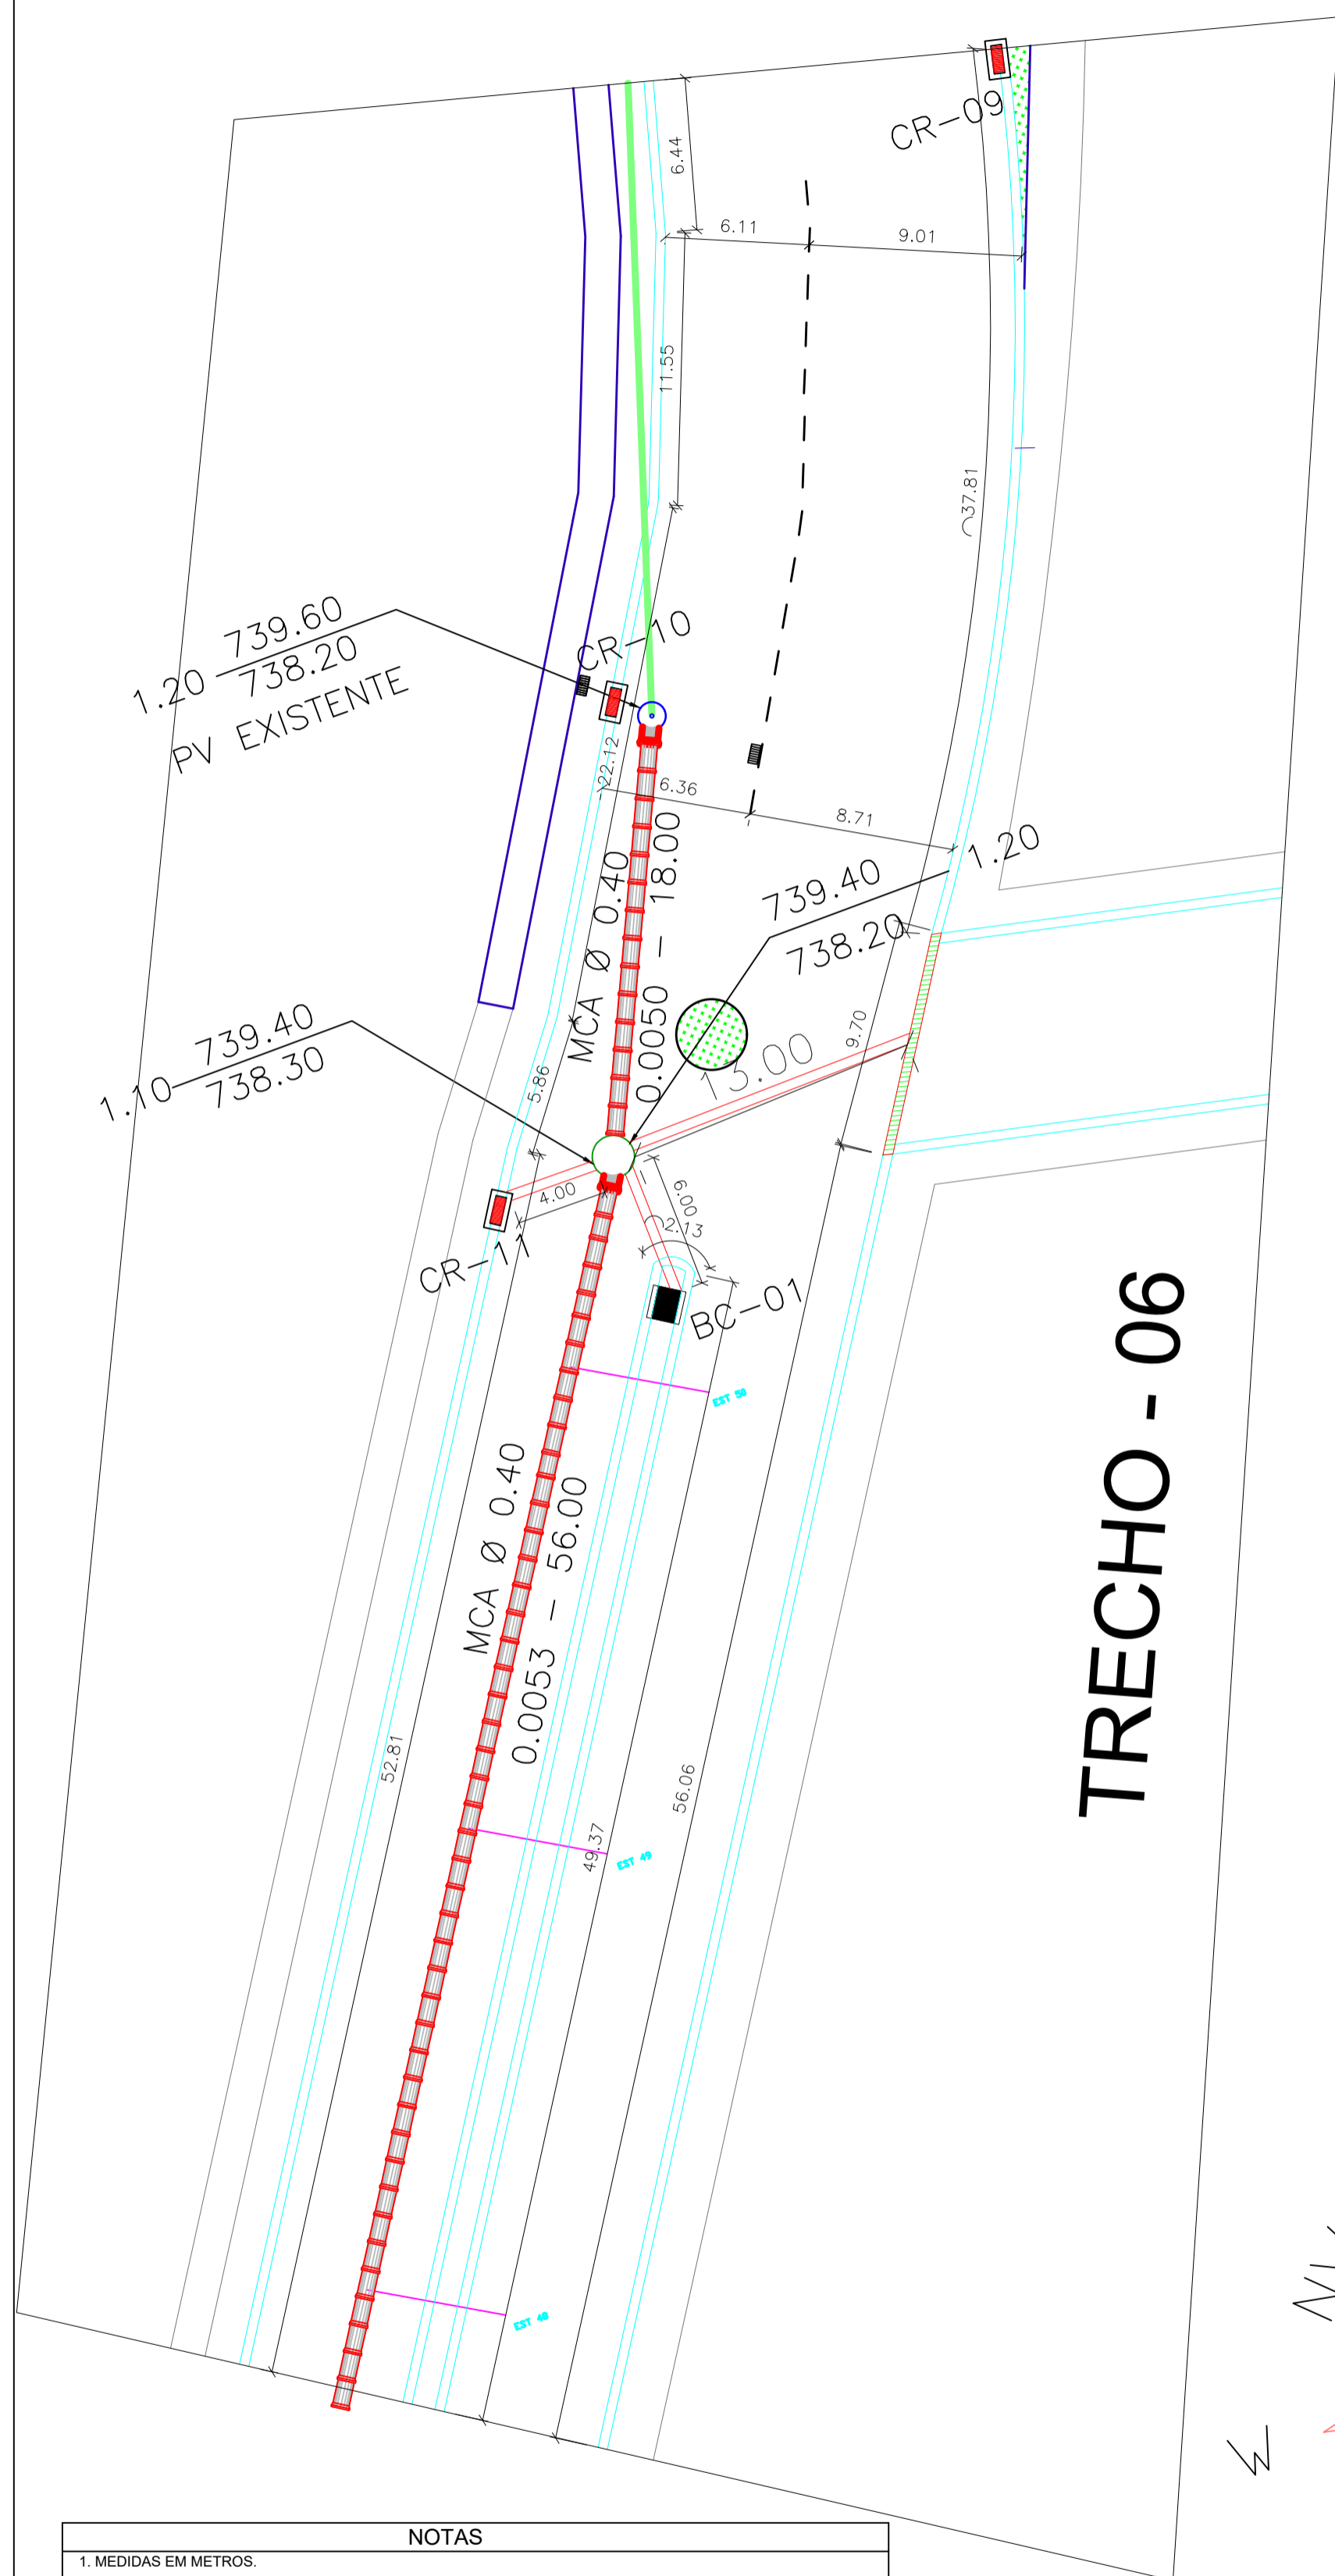 CR-09
6.44
6.11
9.01
11.55
37.81
739.60
1.20
738.20
PV EXISTENTE
CR-10
22.12
6.36
8.71
MCA Ø 0.40
0.0050 - 18.00
1.20
739.40
738.20
739.40
1.10
738.30
5.86
13.00
9.70
4.00
6.00
2.13
CR-11
BC-01
EST 50
MCA Ø 0.40
0.0053 - 56.00
TRECHO - 06
52.81
49.37
56.06
EST 49
EST 48
W
NOTAS
1. MEDIDAS EM METROS.